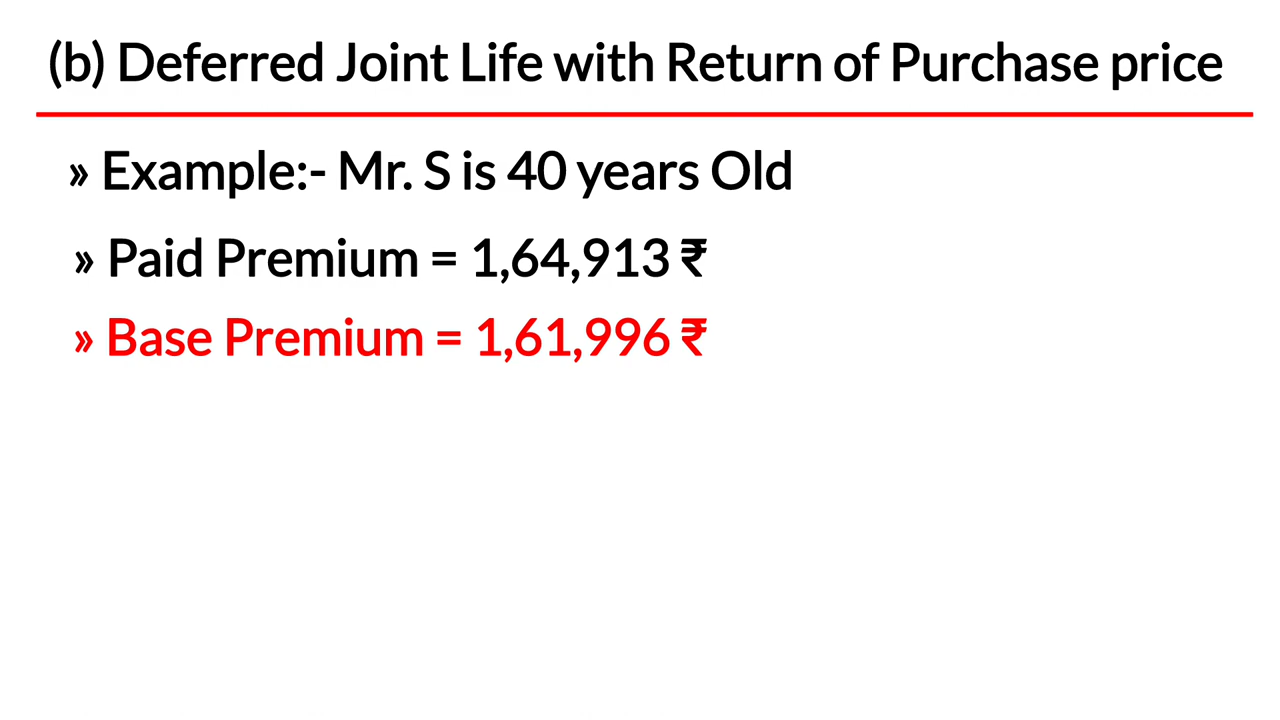 (b) Deferred Joint Life with Return of Purchase price
» Example:- Mr. S is 40 years Old
» Paid Premium = 1,64,913 ₹
» Base Premium = 1,61,996 ₹